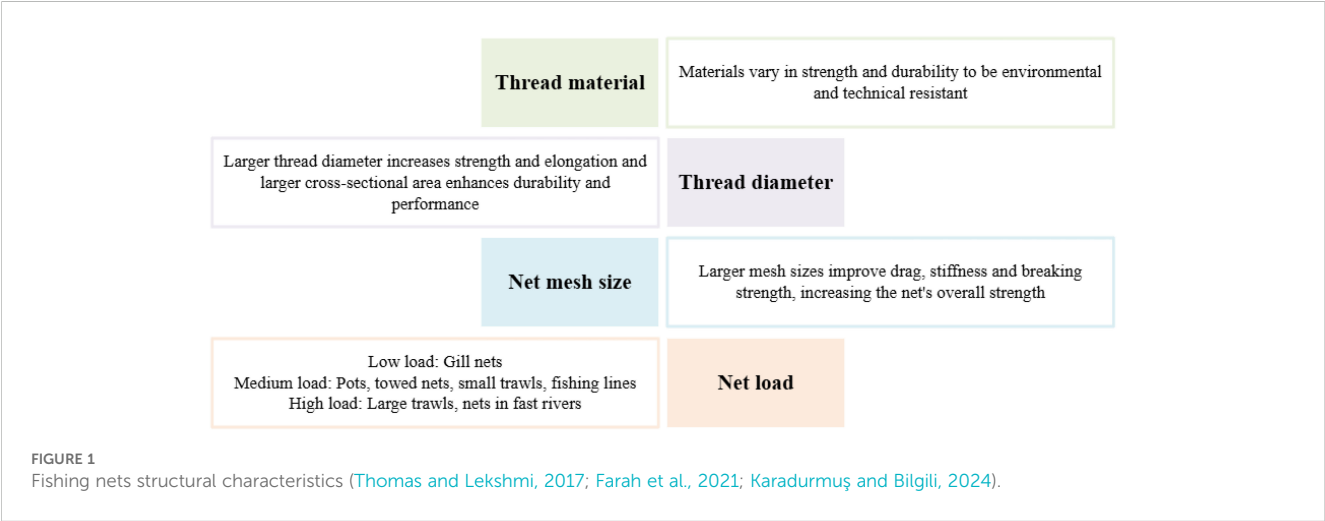 Thread material
Materials vary in strength and durability to be environmental
and technical resistant
Larger thread diameter increases strength and elongation and
larger cross-sectional area enhances durability and
performance
Thread diameter
Net mesh size
Larger mesh sizes improve drag, stiffness and breaking
strength, increasing the net's overall strength
Low load: Gill nets
Medium load: Pots, towed nets, small trawls, fishing lines
High load: Large trawls, nets in fast rivers
Net load
FIGURE 1
Fishing nets structural characteristics (Thomas and Lekshmi, 2017; Farah et al., 2021; Karadurmuş and Bilgili, 2024).